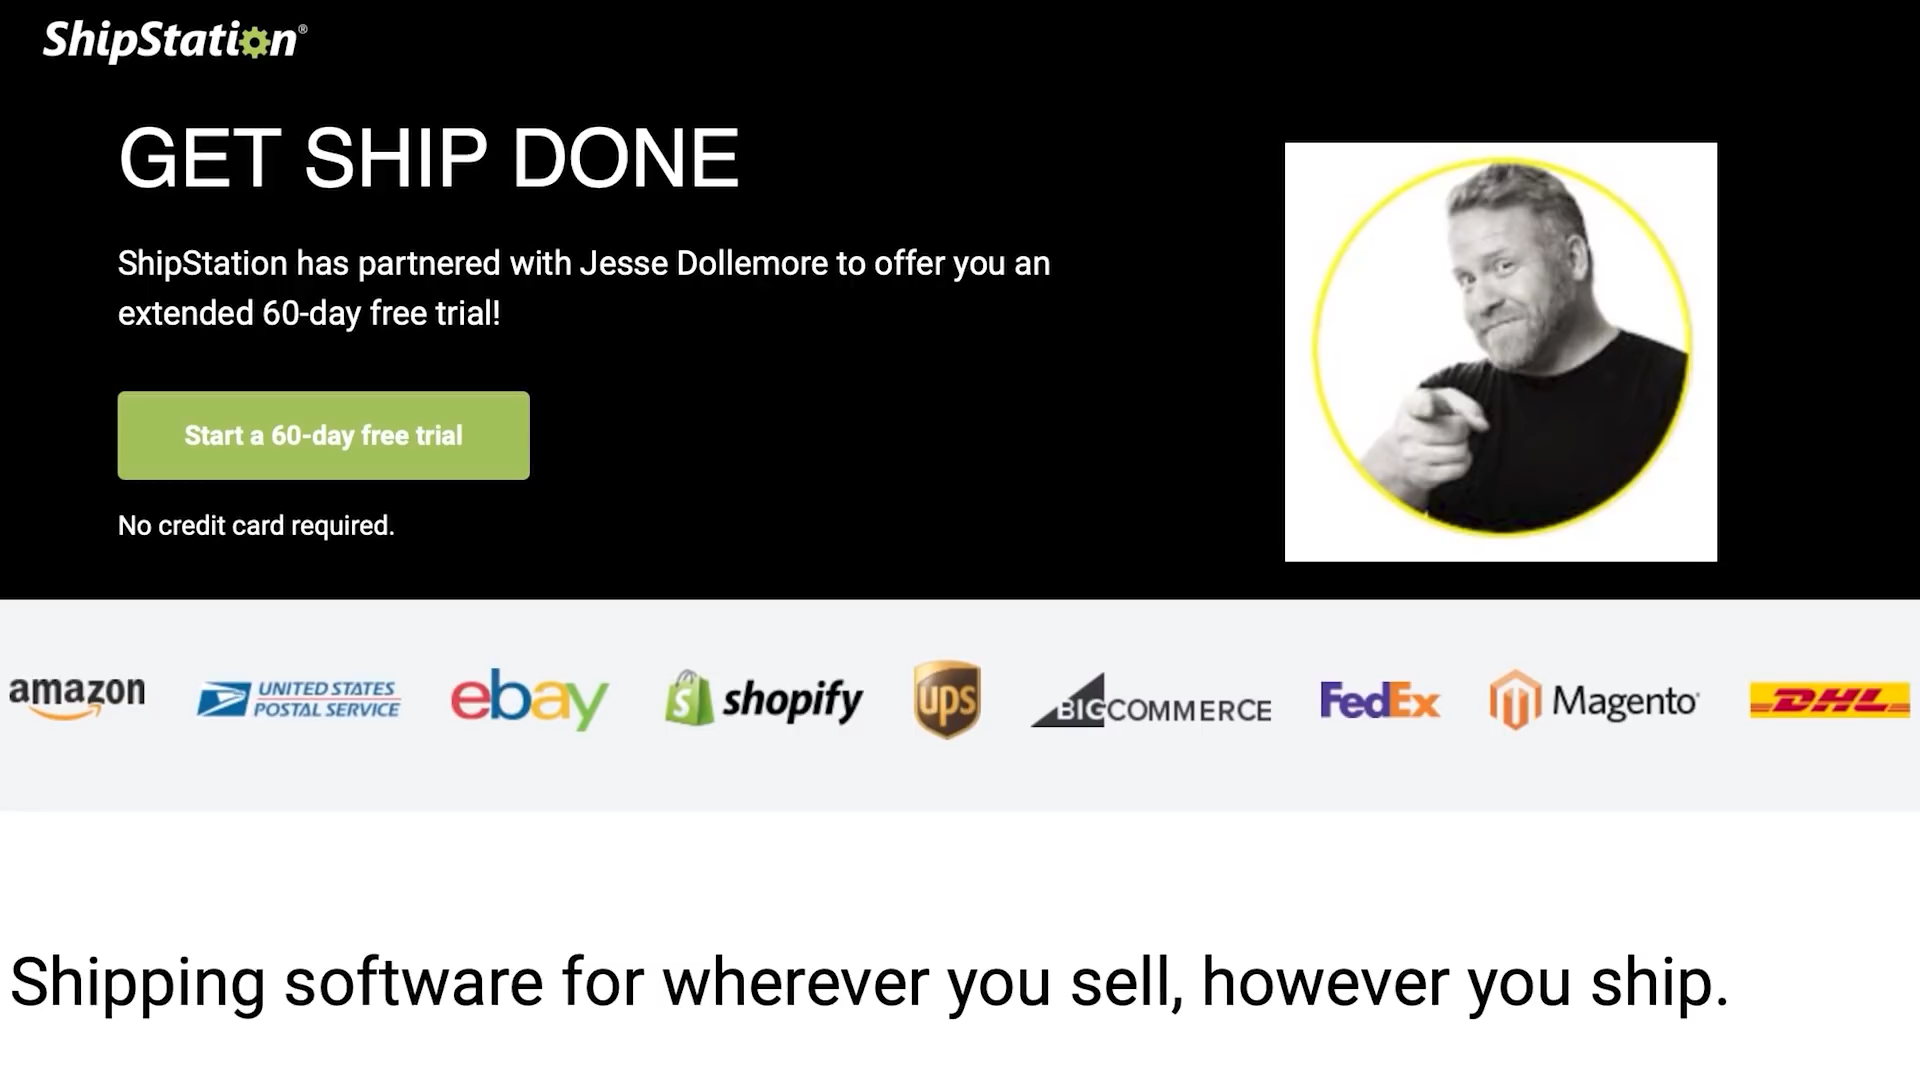 ShipStation®
GET SHIP DONE
ShipStation has partnered with Jesse Dollemore to offer you an
extended 60-day free trial!
Start a 60-day free trial
No credit card required.
amazon
UNITED STATES
POSTAL SERVICE
ebay
shopify
ups
BIGCOMMERCE
FedEx
Magento
DHL
Shipping software for wherever you sell, however you ship.